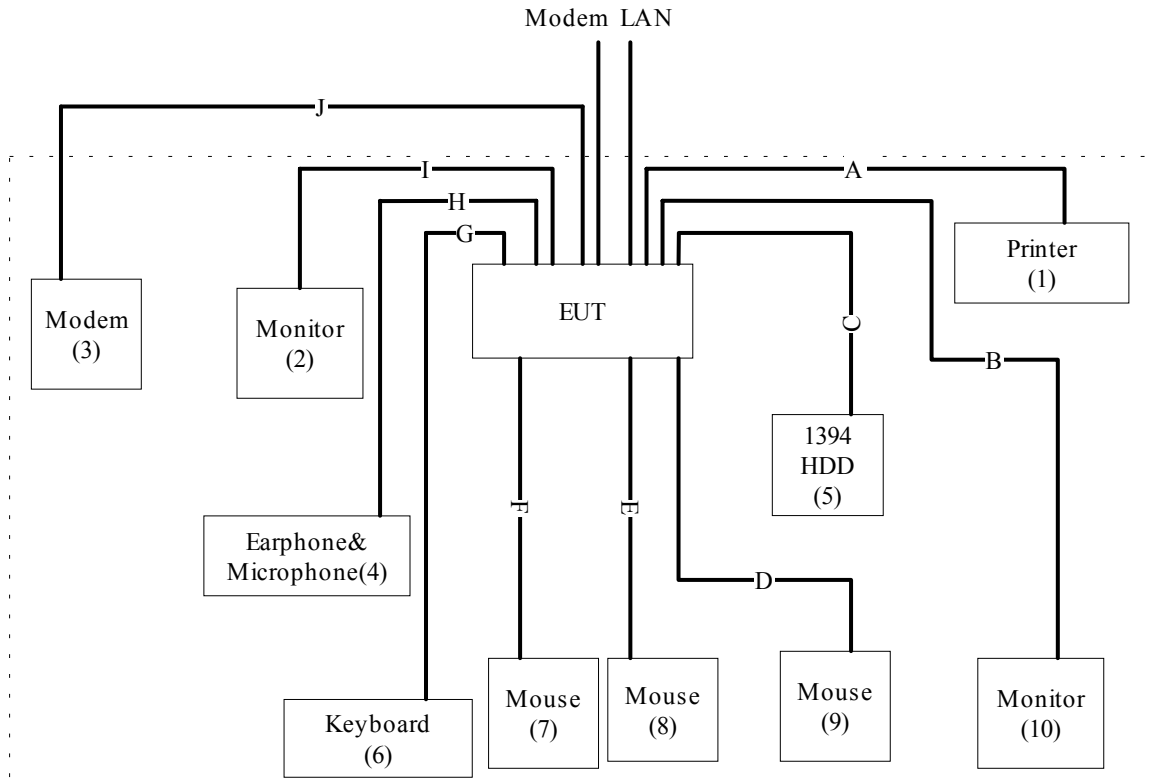 Modem LAN
J
I
A
H
G
Printer
(1)
Modem
(3)
Monitor
(2)
EUT
C
B
1394
HDD
(5)
F
E
Earphone&
Microphone(4)
D
Keyboard
(6)
Mouse
(7)
Mouse
(8)
Mouse
(9)
Monitor
(10)